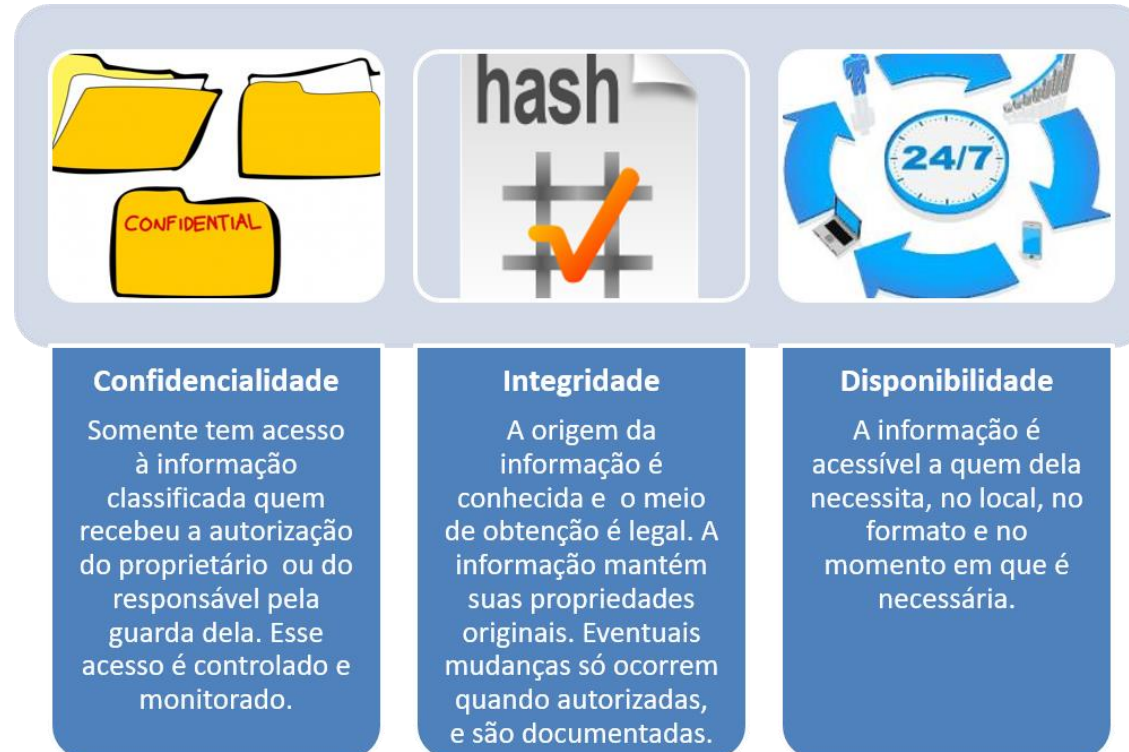 CONFIDENTIAL
hash
24/7
Confidencialidade
Somente tem acesso
à informação
classificada quem
recebeu a autorização
do proprietário ou do
responsável pela
guarda dela. Esse
acesso é controlado e
monitorado.
Integridade
A origem da
informação é
conhecida e o meio
de obtenção é legal. A
informação mantém
suas propriedades
originais. Eventuais
mudanças só ocorrem
quando autorizadas,
e são documentadas.
Disponibilidade
A informação é
acessível a quem dela
necessita, no local, no
formato e no
momento em que é
necessária.